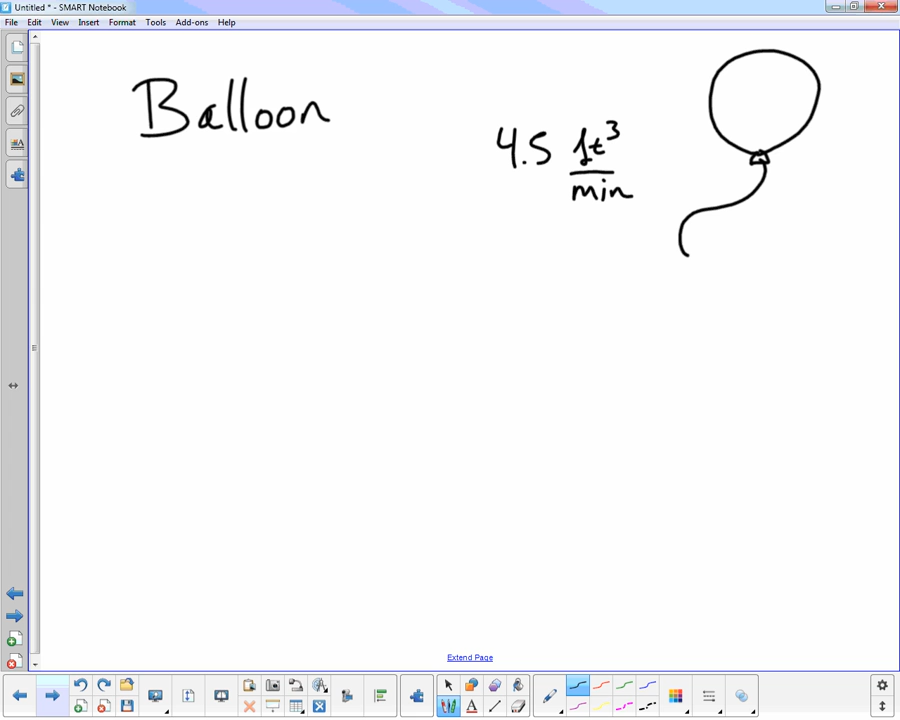 Untitled * - SMART Notebook
File Edit View Insert Format Tools Add-ons Help
Balloon
4.5 ft³
min
Extend Page